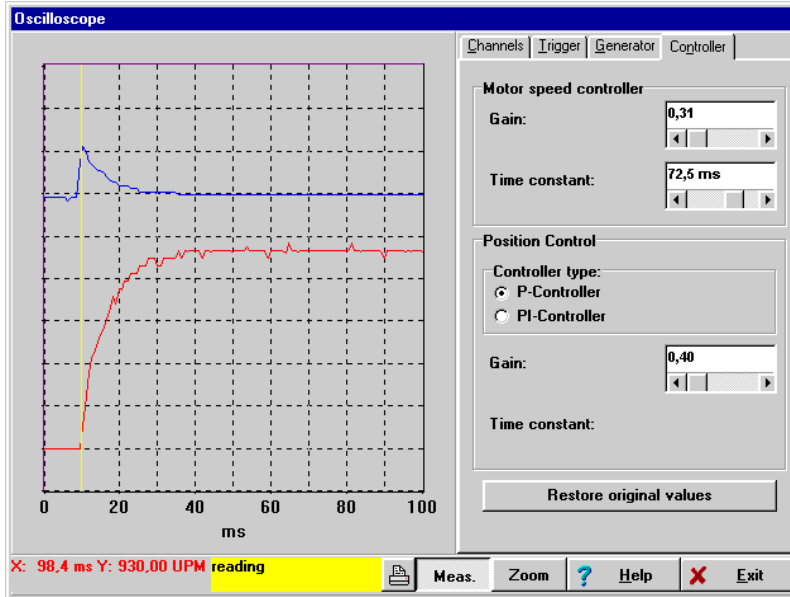 Oscilloscope
Channels Trigger Generator Controller
Motor speed controller
Gain:
0,31
Time constant:
72,5 ms
Position Control
Controller type:
P-Controller
PI-Controller
Gain:
0,40
Time constant:
Restore original values
0 20 40 60 80 100
ms
X: 98,4 ms Y: 930,00 UPM reading Meas. Zoom ? Help X Exit